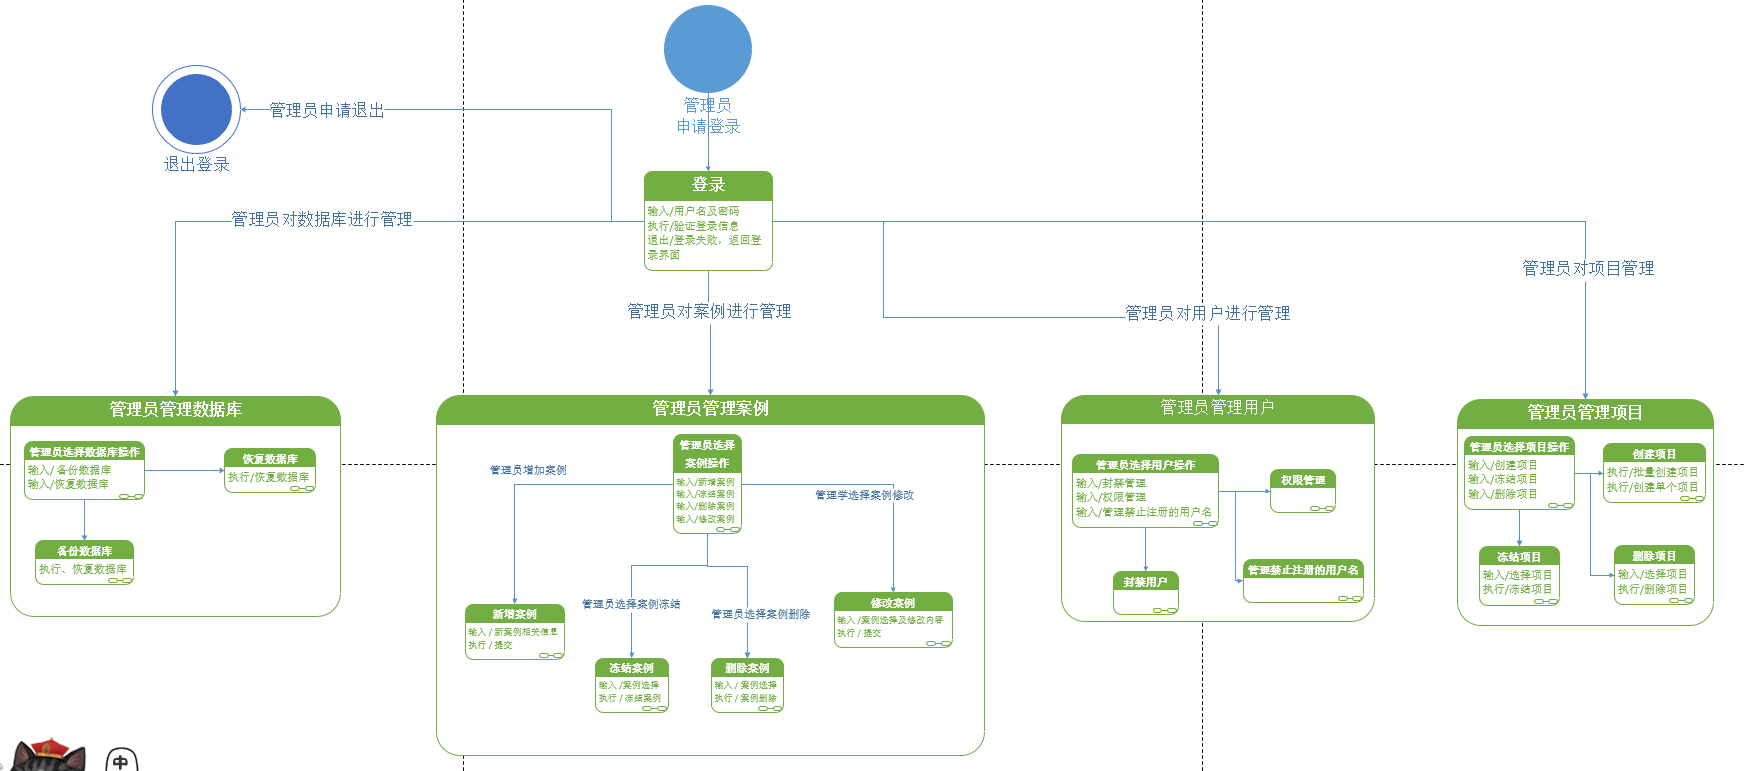 管理员
申请登录
管理员申请退出
退出登录
登录
输入/用户名及密码
执行/验证登录信息
退出/登录失败，返回登
录界面
管理员对数据库进行管理
管理员对案例进行管理
管理员对用户进行管理
管理员对项目管理
管理员管理数据库
管理员选择数据库操作
输入/ 备份数据库
输入/恢复数据库
恢复数据库
执行/恢复数据库
备份数据库
执行、恢复数据库
管理员管理案例
管理员选择
案例操作
输入/新增案例
输入/冻结案例
输入/删除案例
输入/修改案例
管理员增加案例
管理学选择案例修改
管理员选择案例冻结
管理员选择案例删除
新增案例
输入 / 新案例相关信息
执行 / 提交
冻结案例
输入 /案例选择
执行 / 冻结案例
删除案例
输入 / 案例选择
执行 / 案例删除
修改案例
输入 / 案例选择及修改内容
执行 / 提交
管理员管理用户
管理员选择用户操作
输入/封禁管理
输入/权限管理
输入/管理禁止注册的用户名
权限管理
封禁用户
管理禁止注册的用户名
管理员管理项目
管理员选择项目操作
输入/创建项目
输入/冻结项目
输入/删除项目
创建项目
执行/批量创建项目
执行/创建单个项目
冻结项目
输入/选择项目
执行/冻结项目
删除项目
输入/选择项目
执行/删除项目
中